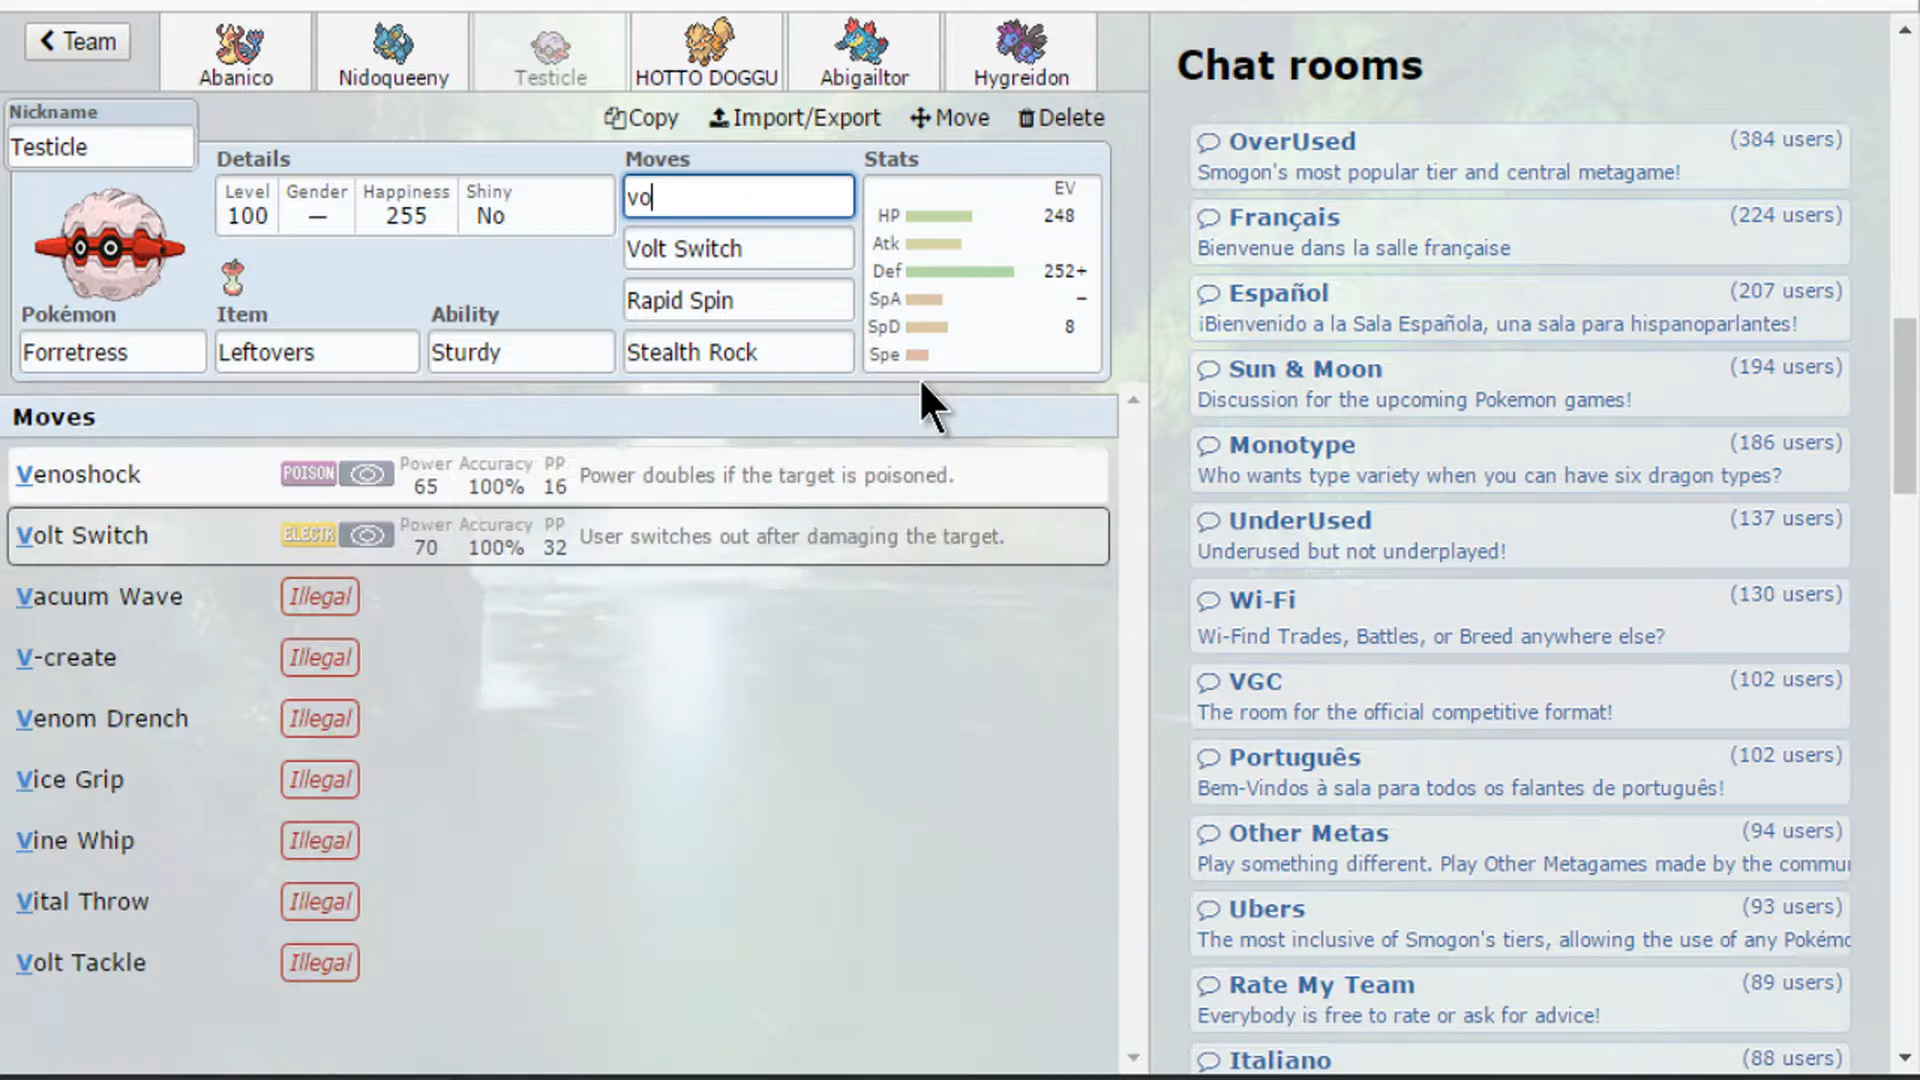 Team
Abanico
Nidoqueeny
Testicle
HOTTO DOGGU
Abigailtor
Hygreidon
Nickname
Testicle
Copy
Import/Export
Move
Delete
Details
Level
100
Gender
—
Happiness
255
Shiny
No
Pokémon
Forretress
Item
Leftovers
Ability
Sturdy
Moves
vo
Volt Switch
Rapid Spin
Stealth Rock
Stats
EV
HP 248
Atk
Def 252+
SpA –
SpD 8
Spe
Moves
Venoshock POISON Power 65 Accuracy 100% PP 16 Power doubles if the target is poisoned.
Volt Switch ELECTR Power 70 Accuracy 100% PP 32 User switches out after damaging the target.
Vacuum Wave Illegal
V-create Illegal
Venom Drench Illegal
Vice Grip Illegal
Vine Whip Illegal
Vital Throw Illegal
Volt Tackle Illegal
Chat rooms
OverUsed (384 users)
Smogon's most popular tier and central metagame!
Français (224 users)
Bienvenue dans la salle française
Español (207 users)
¡Bienvenido a la Sala Española, una sala para hispanoparlantes!
Sun & Moon (194 users)
Discussion for the upcoming Pokemon games!
Monotype (186 users)
Who wants type variety when you can have six dragon types?
UnderUsed (137 users)
Underused but not underplayed!
Wi-Fi (130 users)
Wi-Find Trades, Battles, or Breed anywhere else?
VGC (102 users)
The room for the official competitive format!
Português (102 users)
Bem-Vindos à sala para todos os falantes de português!
Other Metas (94 users)
Play something different. Play Other Metagames made by the commu
Ubers (93 users)
The most inclusive of Smogon's tiers, allowing the use of any Pokémo
Rate My Team (89 users)
Everybody is free to rate or ask for advice!
Italiano (88 users)